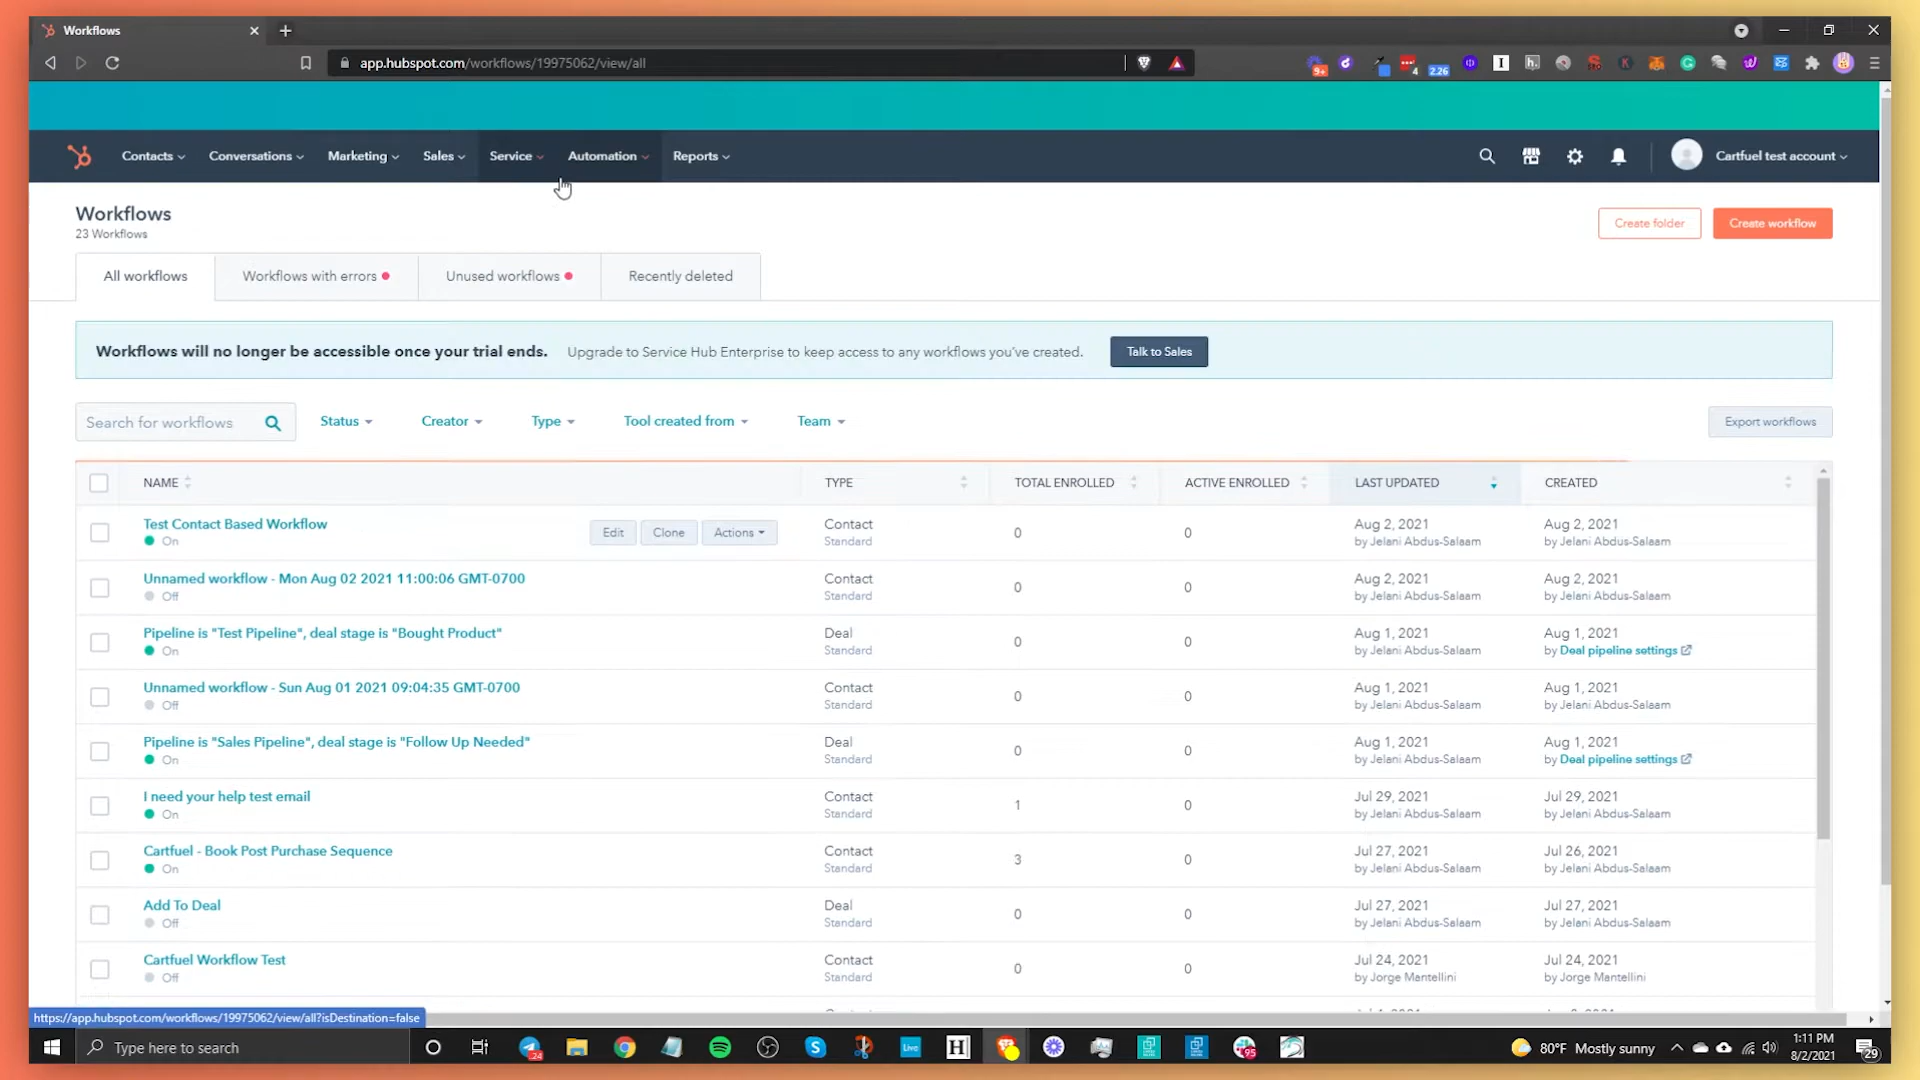 Workflows
app.hubspot.com/workflows/19975062/view/all
9+
4
2.26
Contacts
Conversations
Marketing
Sales
Service
Automation
Reports
Cartfuel test account
Workflows
23 Workflows
Create folder
Create workflow
All workflows
Workflows with errors
Unused workflows
Recently deleted
Workflows will no longer be accessible once your trial ends. Upgrade to Service Hub Enterprise to keep access to any workflows you've created.
Talk to Sales
Search for workflows
Status
Creator
Type
Tool created from
Team
Export workflows
NAME TYPE TOTAL ENROLLED ACTIVE ENROLLED LAST UPDATED CREATED
Test Contact Based Workflow Edit Clone Actions Contact 0 0 Aug 2, 2021 Aug 2, 2021
On Standard by Jelani Abdus-Salaam by Jelani Abdus-Salaam
Unnamed workflow - Mon Aug 02 2021 11:00:06 GMT-0700 Contact 0 0 Aug 2, 2021 Aug 2, 2021
Off Standard by Jelani Abdus-Salaam by Jelani Abdus-Salaam
Pipeline is "Test Pipeline", deal stage is "Bought Product" Deal 0 0 Aug 1, 2021 Aug 1, 2021
On Standard by Jelani Abdus-Salaam by Deal pipeline settings
Unnamed workflow - Sun Aug 01 2021 09:04:35 GMT-0700 Contact 0 0 Aug 1, 2021 Aug 1, 2021
Off Standard by Jelani Abdus-Salaam by Jelani Abdus-Salaam
Pipeline is "Sales Pipeline", deal stage is "Follow Up Needed" Deal 0 0 Aug 1, 2021 Aug 1, 2021
On Standard by Jelani Abdus-Salaam by Deal pipeline settings
I need your help test email Contact 1 0 Jul 29, 2021 Jul 29, 2021
On Standard by Jelani Abdus-Salaam by Jelani Abdus-Salaam
Cartfuel - Book Post Purchase Sequence Contact 3 0 Jul 27, 2021 Jul 26, 2021
On Standard by Jelani Abdus-Salaam by Jelani Abdus-Salaam
Add To Deal Deal 0 0 Jul 27, 2021 Jul 27, 2021
Off Standard by Jelani Abdus-Salaam by Jelani Abdus-Salaam
Cartfuel Workflow Test Contact 0 0 Jul 24, 2021 Jul 24, 2021
Off Standard by Jorge Mantellini by Jorge Mantellini
https://app.hubspot.com/workflows/19975062/view/all?isDestination=false
Type here to search
24
Live
H
95
80°F Mostly sunny
1:11 PM
8/2/2021
29